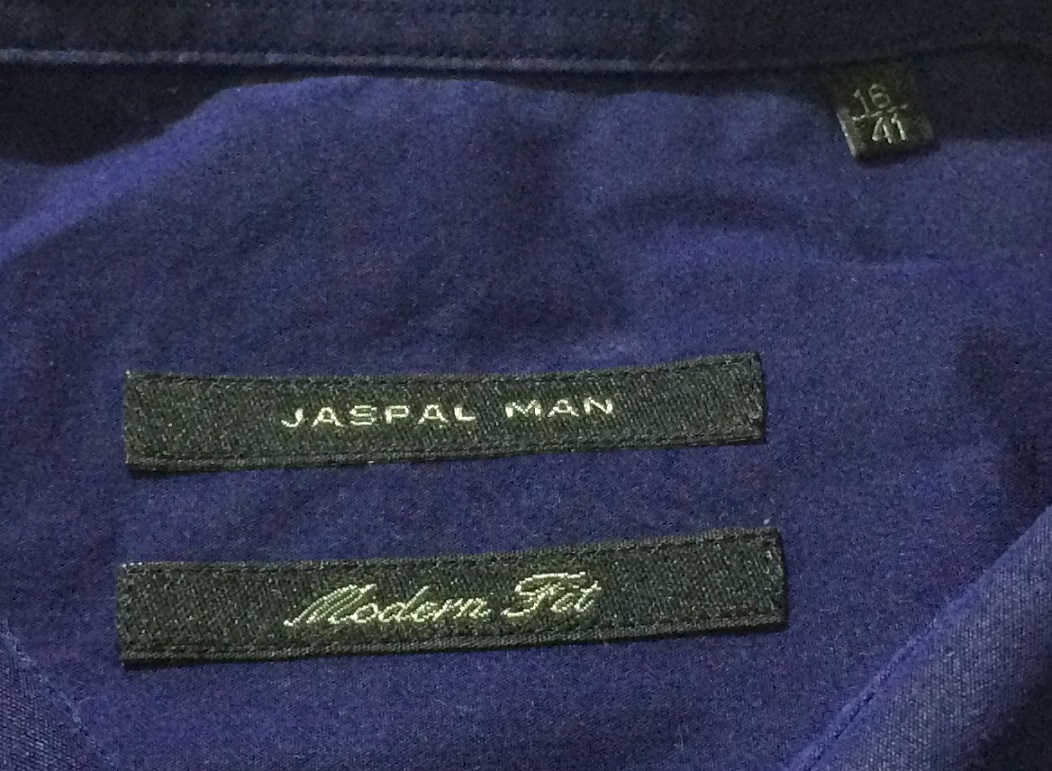 16
41
JASPAL MAN
Modern Fit